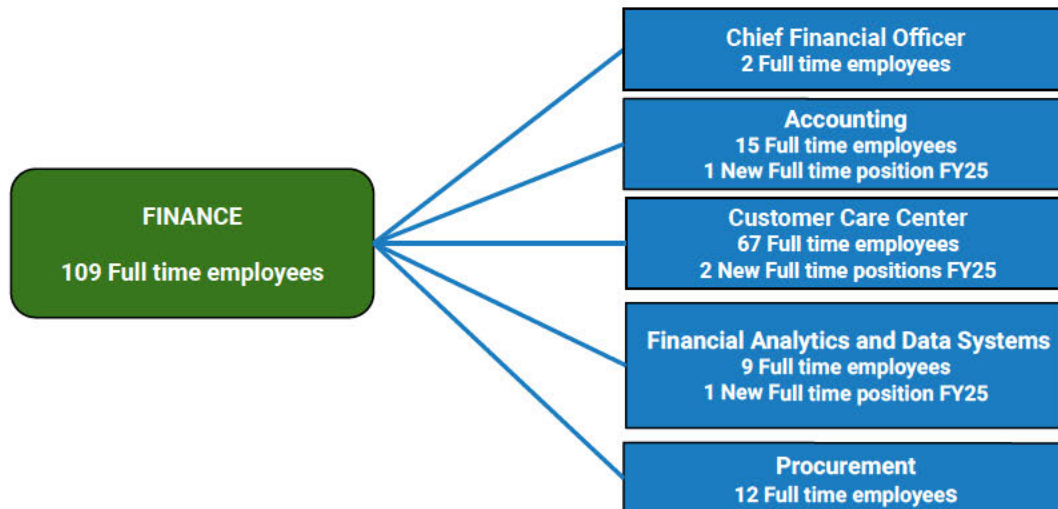 FINANCE
109 Full time employees
Chief Financial Officer
2 Full time employees
Accounting
15 Full time employees
1 New Full time position FY25
Customer Care Center
67 Full time employees
2 New Full time positions FY25
Financial Analytics and Data Systems
9 Full time employees
1 New Full time position FY25
Procurement
12 Full time employees